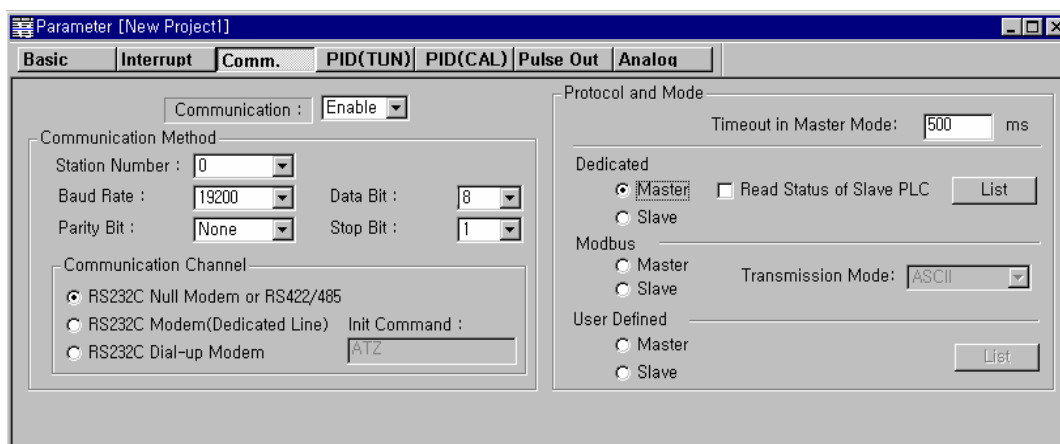 Parameter [New Project1]
Basic Interrupt Comm. PID(TUN) PID(CAL) Pulse Out Analog
Communication : Enable
Communication Method
Station Number : 0
Baud Rate : 19200 Data Bit : 8
Parity Bit : None Stop Bit : 1
Communication Channel
RS232C Null Modem or RS422/485
RS232C Modem(Dedicated Line) Init Command :
RS232C Dial-up Modem ATZ
Protocol and Mode
Timeout in Master Mode: 500 ms
Dedicated
Master Read Status of Slave PLC List
Slave
Modbus
Master Transmission Mode: ASCII
Slave
User Defined
Master List
Slave